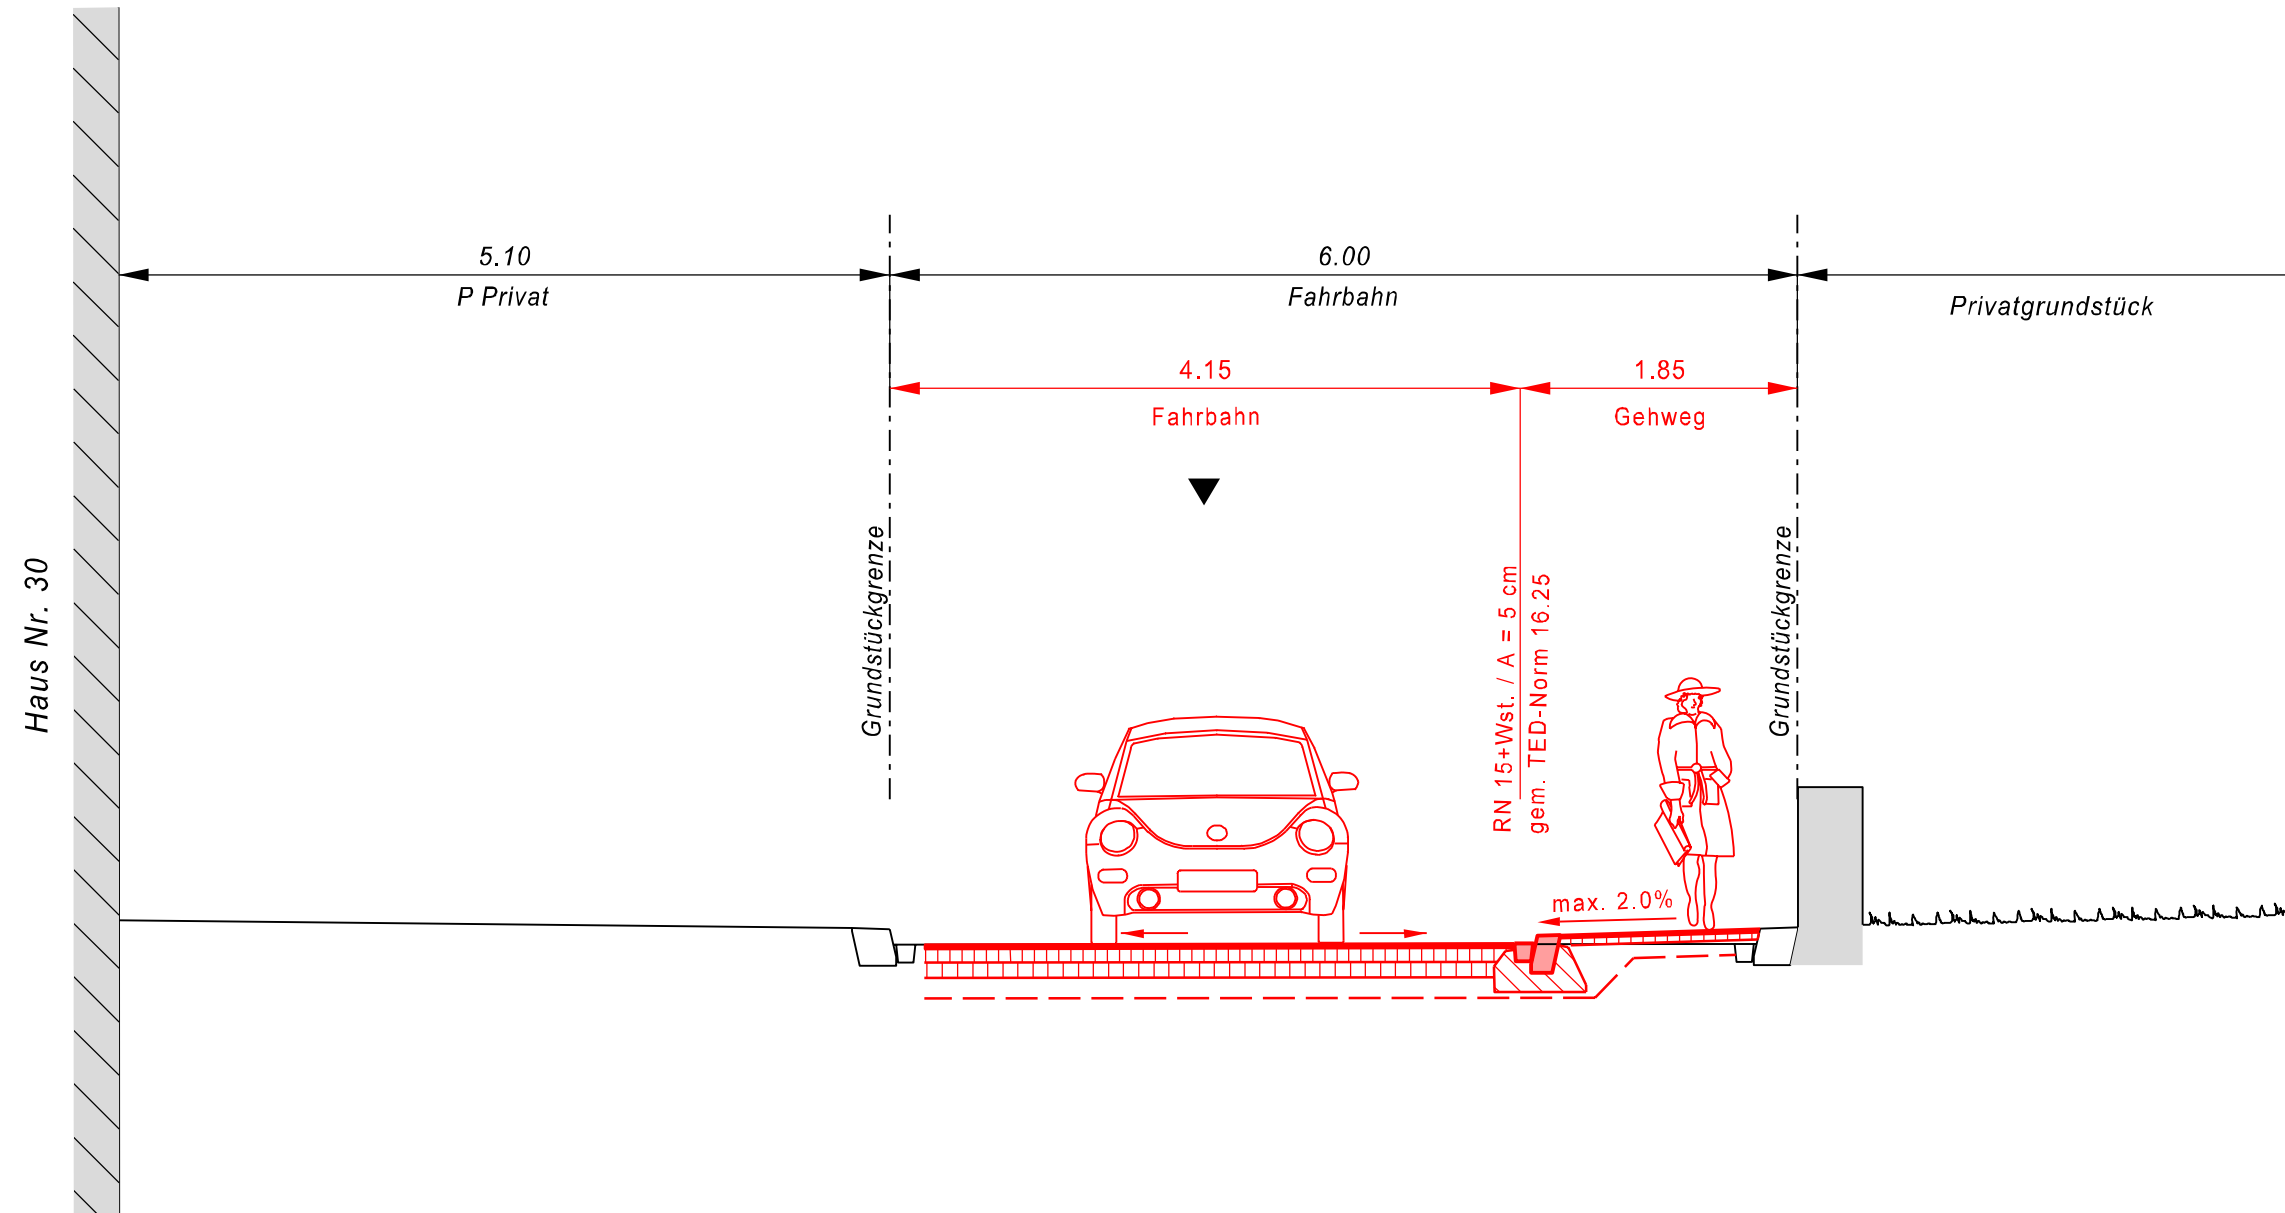 5.10
P Privat
6.00
Fahrbahn
Privatgrundstück
4.15
Fahrbahn
1.85
Gehweg
Haus Nr. 30
Grundstückgrenze
RN 15+Wst. / A = 5 cm
gem. TED-Norm 16.25
Grundstückgrenze
max. 2.0%